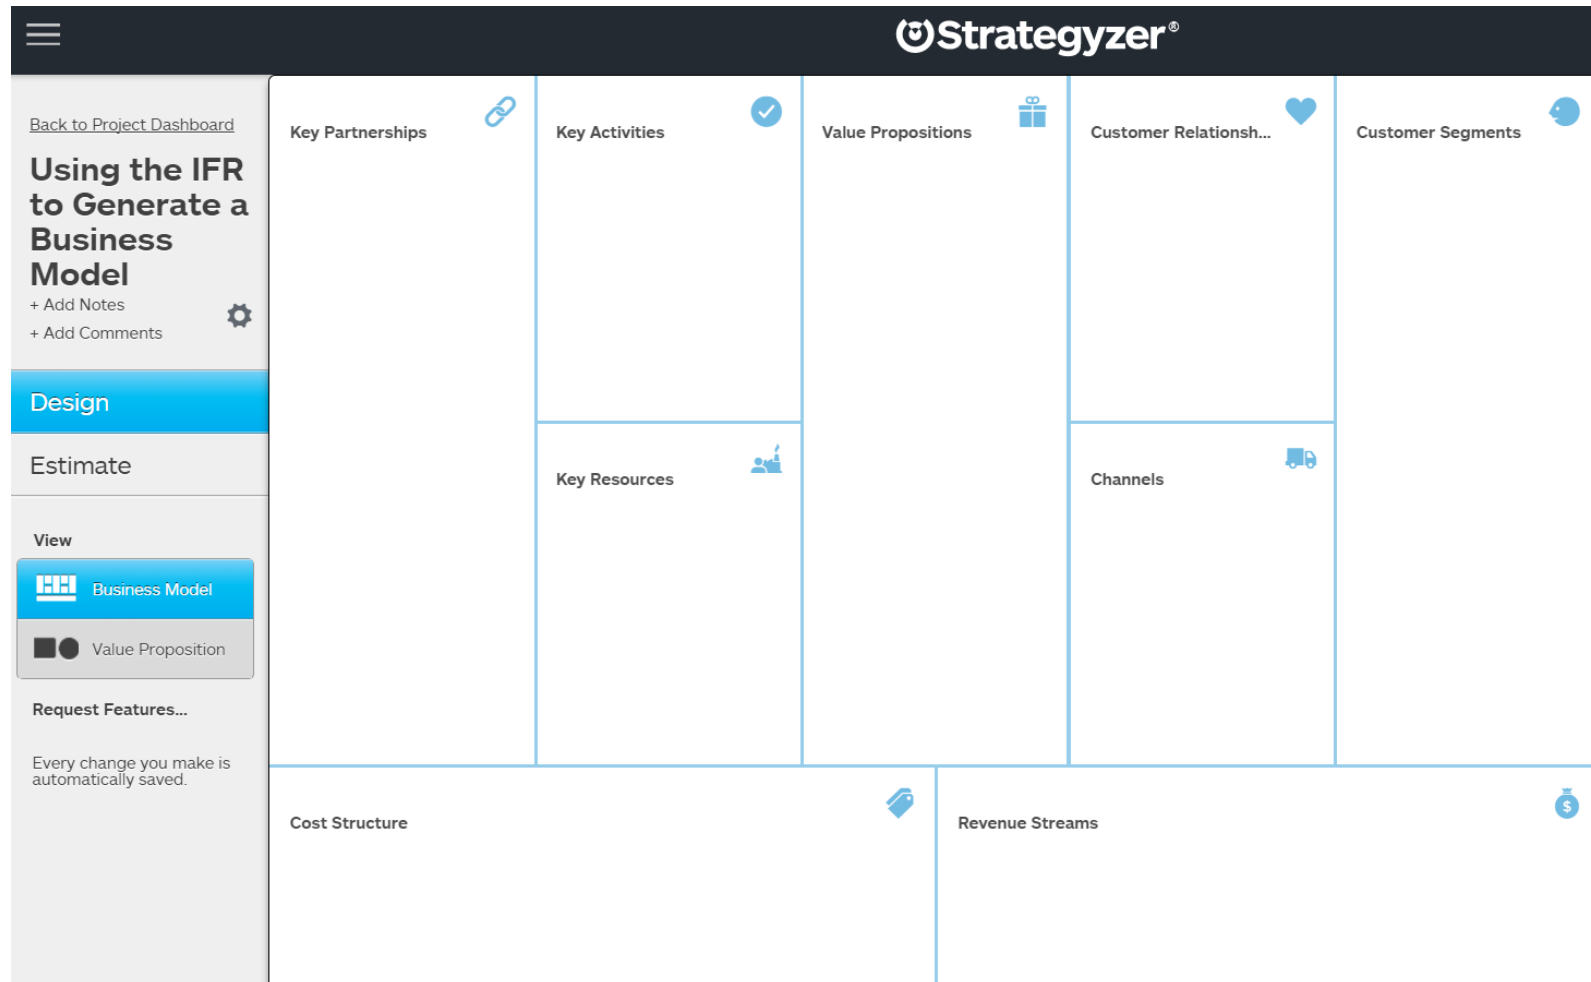 Strategyzer®
Back to Project Dashboard
Using the IFR
to Generate a
Business
Model
+ Add Notes
+ Add Comments
Design
Estimate
View
Business Model
Value Proposition
Request Features...
Every change you make is
automatically saved.
Key Partnerships
Key Activities
Value Propositions
Customer Relationsh...
Customer Segments
Key Resources
Channels
Cost Structure
Revenue Streams
$